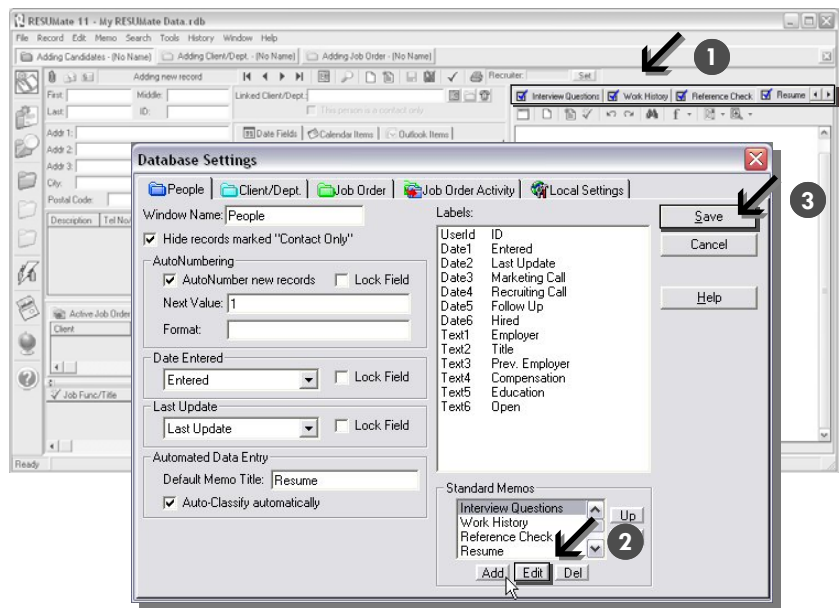 RESUMate 11 - My RESUMate Data.rdb
File Record Edit Memo Search Tools History Window Help
Adding Candidates - (No Name) Adding Client/Dept. - (No Name) Adding Job Order - (No Name)
Adding new record Recruiter: Set
1
First: Middle: Linked Client/Dept.:
Interview Questions Work History Reference Check Resume
Last: ID: This person is a contact only
Addr 1: Date Fields Calendar Items Outlook Items
Addr 2:
Addr 3:
City:
Postal Code:
Description Tel No
Active Job Order
Client
Job Func/Title
Ready
Database Settings
People Client/Dept. Job Order Job Order Activity Local Settings
3
Window Name: People Labels: Save
Hide records marked "Contact Only" Cancel
AutoNumbering
AutoNumber new records Lock Field
Next Value: 1 Help
Format:
UserId ID
Date1 Entered
Date2 Last Update
Date3 Marketing Call
Date4 Recruiting Call
Date5 Follow Up
Date6 Hired
Text1 Employer
Text2 Title
Text3 Prev. Employer
Text4 Compensation
Text5 Education
Text6 Open
Date Entered
Entered Lock Field
Last Update
Last Update Lock Field
Automated Data Entry
Default Memo Title: Resume
Auto-Classify automatically
Standard Memos
Interview Questions
Work History Up
Reference Check
Resume
2
Add Edit Del